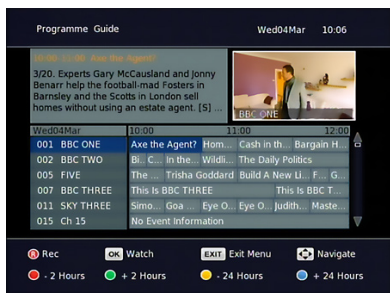 Programme Guide Wed04Mar 10:06
10:00-11:00 Axe the Agent?
3/20. Experts Gary McCausland and Jonny
Benarr help the football-mad Fosters in
Barnsley and the Scotts in London sell
homes without using an estate agent. [S] ...
BBC ONE
Wed04Mar 10:00 11:00 12:00
001 BBC ONE Axe the Agent? Hom... Cash in th... Bargain H...
002 BBC TWO Bi... C... In the... Wildli... The Daily Politics
005 FIVE The ... Trisha Goddard Build A New Li... F... G...
007 BBC THREE This Is BBC THREE This Is BBC T...
011 SKY THREE Simo... Goa ... Eye O... Eye O... Judith... Maste...
015 Ch 15 No Event Information
R Rec OK Watch EXIT Exit Menu Navigate
- 2 Hours + 2 Hours - 24 Hours + 24 Hours